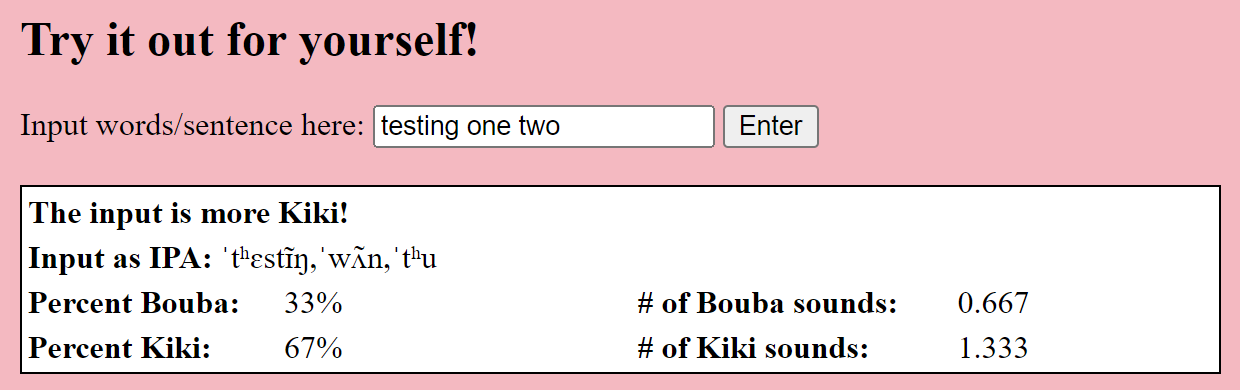 Try it out for yourself!
Input words/sentence here: testing one two Enter
The input is more Kiki!
Input as IPA: ˈtʰɛstɪ̃ŋ,ˈwʌ̃n,ˈtʰu
Percent Bouba: 33% # of Bouba sounds: 0.667
Percent Kiki: 67% # of Kiki sounds: 1.333